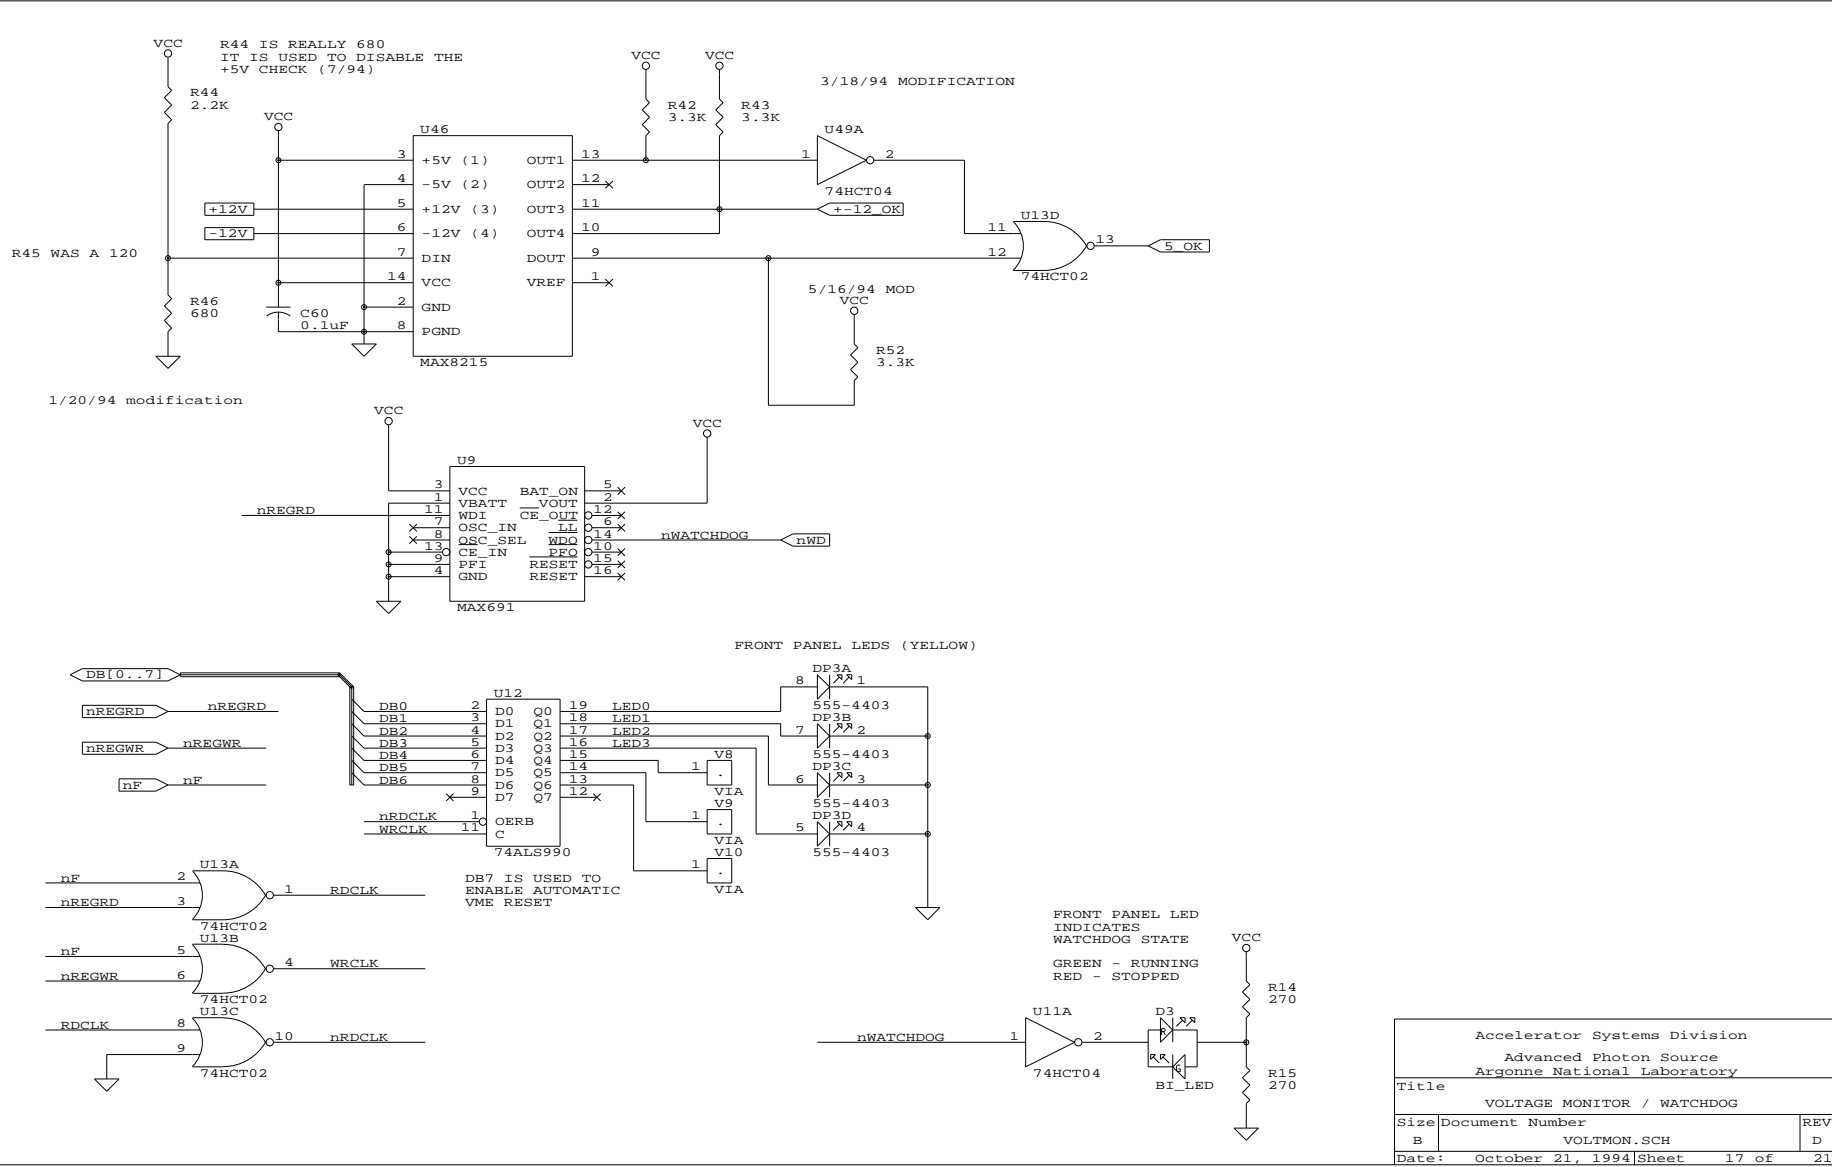 VCC
R44 IS REALLY 680
IT IS USED TO DISABLE THE
+5V CHECK (7/94)
R44
2.2K
VCC
R45 WAS A 120
R46
680
C60
0.1uF
+12V
-12V
U46
3 +5V (1) OUT1 13
4 -5V (2) OUT2 12
5 +12V (3) OUT3 11
6 -12V (4) OUT4 10
7 DIN DOUT 9
14 VCC VREF 1
2 GND
8 PGND
MAX8215
VCC VCC
R42
3.3K
R43
3.3K
3/18/94 MODIFICATION
U49A
1 2
74HCT04
+-12_OK
U13D
11
12
13
74HCT02
5_OK
5/16/94 MOD
VCC
R52
3.3K
1/20/94 modification
VCC
VCC
U9
3 VCC BAT_ON 5
1 VBATT VOUT 2
nREGRD 11 WDI CE_OUT 12
7 OSC_IN LL 6
8 OSC_SEL WDO 14 nWATCHDOG nWD
13 CE_IN PFO 10
9 PFI RESET 15
4 GND RESET 16
MAX691
FRONT PANEL LEDS (YELLOW)
DB[0..7]
nREGRD nREGRD
nREGWR nREGWR
nF nF
U12
DB0 2 D0 Q0 19 LED0
DB1 3 D1 Q1 18 LED1
DB2 4 D2 Q2 17 LED2
DB3 5 D3 Q3 16 LED3
DB4 6 D4 Q4 15
DB5 7 D5 Q5 14
DB6 8 D6 Q6 13
9 D7 Q7 12
nRDCLK 1 OERB
WRCLK 11 C
74ALS990
DB7 IS USED TO
ENABLE AUTOMATIC
VME RESET
V8
1 .
VIA
V9
1 .
VIA
V10
1 .
VIA
DP3A
8 1
555-4403
DP3B
7 2
555-4403
DP3C
6 3
555-4403
DP3D
5 4
555-4403
U13A
nF 2
nREGRD 3
1 RDCLK
74HCT02
U13B
nF 5
nREGWR 6
4 WRCLK
74HCT02
U13C
RDCLK 8
9
10 nRDCLK
74HCT02
FRONT PANEL LED
INDICATES
WATCHDOG STATE
GREEN - RUNNING
RED - STOPPED
VCC
R14
270
R15
270
nWATCHDOG 1 U11A 2
74HCT04
D3
R
G
BI_LED
Accelerator Systems Division
Advanced Photon Source
Argonne National Laboratory
Title
VOLTAGE MONITOR / WATCHDOG
Size Document Number REV
B VOLTMON.SCH D
Date: October 21, 1994 Sheet 17 of 21